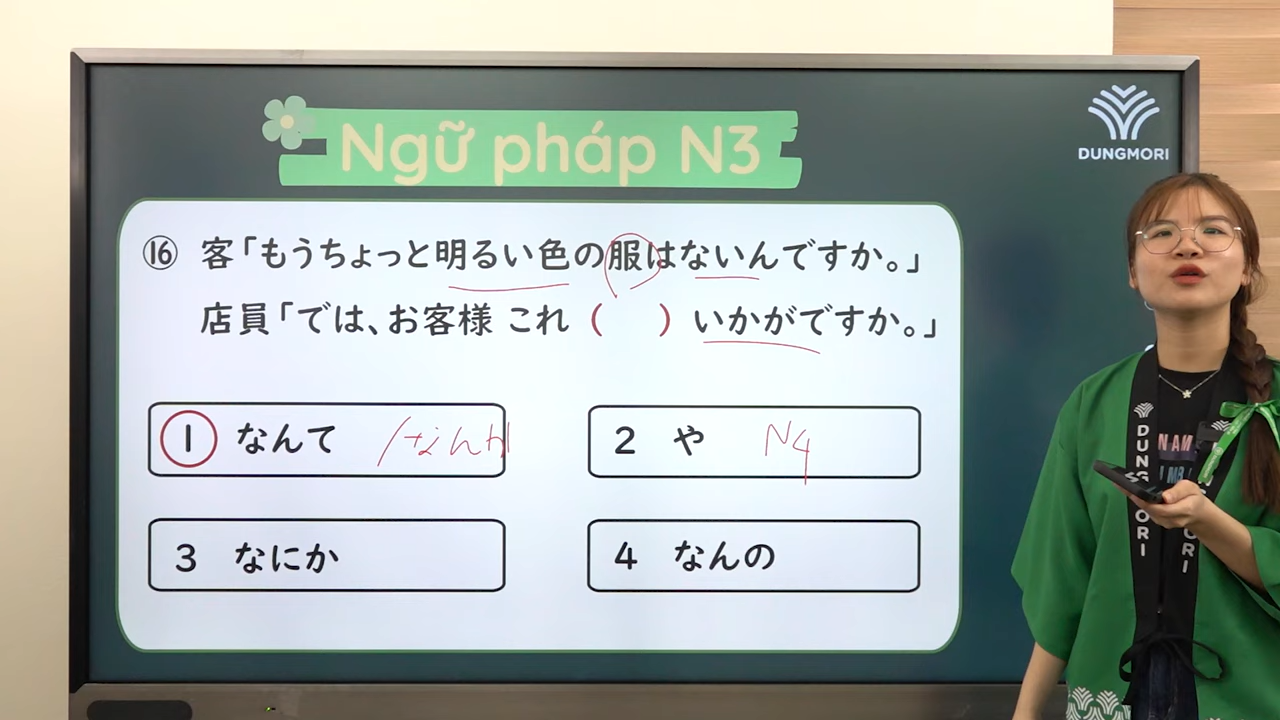 Ngữ pháp N3
DUNGMORI
⑯ 客「もうちょっと明るい色の服はないんですか。」
店員「では、お客様 これ ( ) いかがですか。」
1 なんて /なんか
2 や N4
3 なにか
4 なんの
DUNGMORI